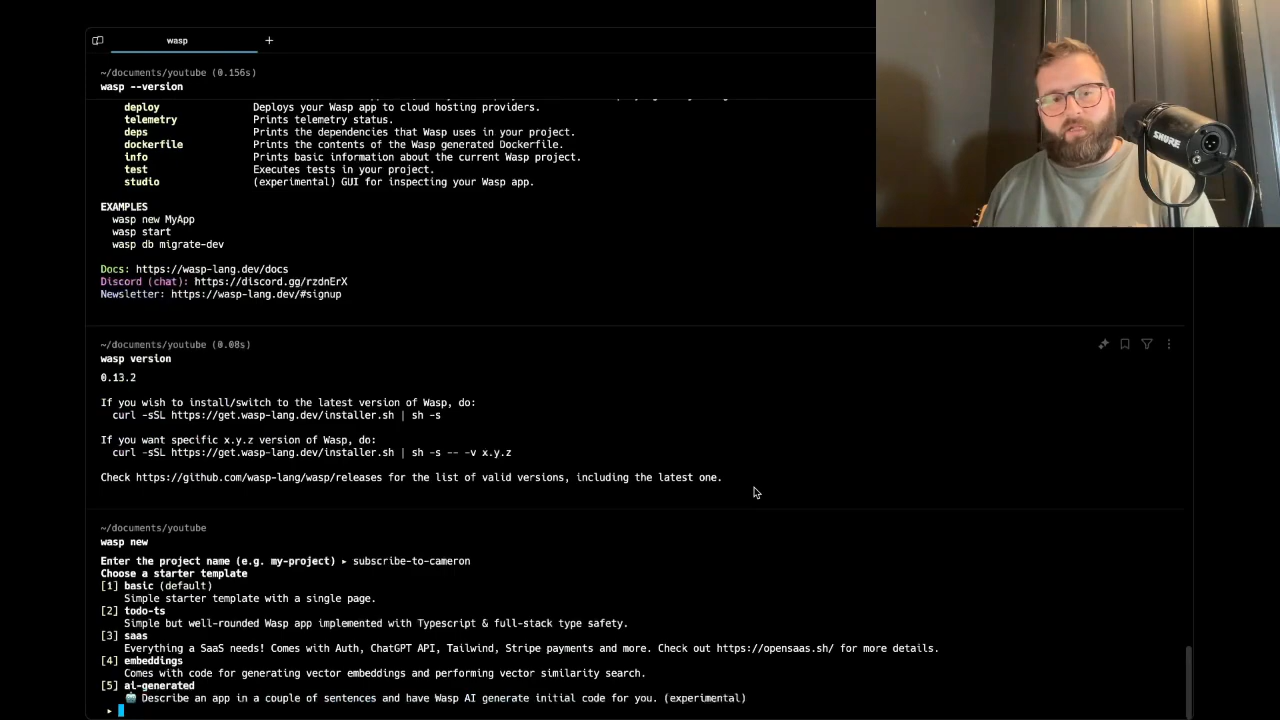 wasp
+
~/documents/youtube (0.156s)
wasp --version
deploy Deploys your Wasp app to cloud hosting providers.
telemetry Prints telemetry status.
deps Prints the dependencies that Wasp uses in your project.
dockerfile Prints the contents of the Wasp generated Dockerfile.
info Prints basic information about the current Wasp project.
test Executes tests in your project.
studio (experimental) GUI for inspecting your Wasp app.
EXAMPLES
wasp new MyApp
wasp start
wasp db migrate-dev
Docs: https://wasp-lang.dev/docs
Discord (chat): https://discord.gg/rzdnErX
Newsletter: https://wasp-lang.dev/#signup
~/documents/youtube (0.08s)
wasp version
0.13.2
If you wish to install/switch to the latest version of Wasp, do:
curl -sSL https://get.wasp-lang.dev/installer.sh | sh -s
If you want specific x.y.z version of Wasp, do:
curl -sSL https://get.wasp-lang.dev/installer.sh | sh -s -- -v x.y.z
Check https://github.com/wasp-lang/wasp/releases for the list of valid versions, including the latest one.
~/documents/youtube
wasp new
Enter the project name (e.g. my-project) ▸ subscribe-to-cameron
Choose a starter template
[1] basic (default)
Simple starter template with a single page.
[2] todo-ts
Simple but well-rounded Wasp app implemented with Typescript & full-stack type safety.
[3] saas
Everything a SaaS needs! Comes with Auth, ChatGPT API, Tailwind, Stripe payments and more. Check out https://opensaas.sh/ for more details.
[4] embeddings
Comes with code for generating vector embeddings and performing vector similarity search.
[5] ai-generated
🤖 Describe an app in a couple of sentences and have Wasp AI generate initial code for you. (experimental)
▸
SHURE